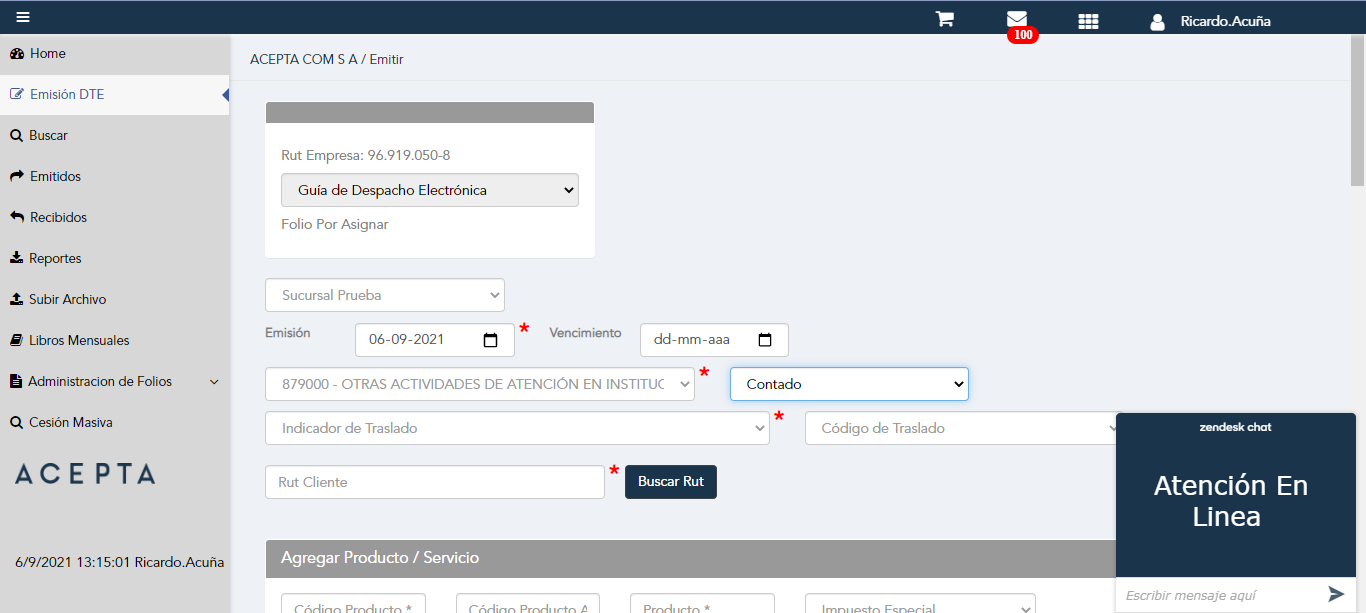 Ricardo.Acuña
100
Home
Emisión DTE
Buscar
Emitidos
Recibidos
Reportes
Subir Archivo
Libros Mensuales
Administracion de Folios
Cesión Masiva
ACEPTA
6/9/2021 13:15:01 Ricardo.Acuña
ACEPTA COM S A / Emitir
Rut Empresa: 96.919.050-8
Guía de Despacho Electrónica
Folio Por Asignar
Sucursal Prueba
Emisión 06-09-2021 * Vencimiento dd-mm-aaa
879000 - OTRAS ACTIVIDADES DE ATENCIÓN EN INSTITUC * Contado
Indicador de Traslado * Código de Traslado
Rut Cliente * Buscar Rut
Agregar Producto / Servicio
Código Producto * Código Producto A Producto * Impuesto Especial
zendesk chat
Atención En
Linea
Escribir mensaje aquí